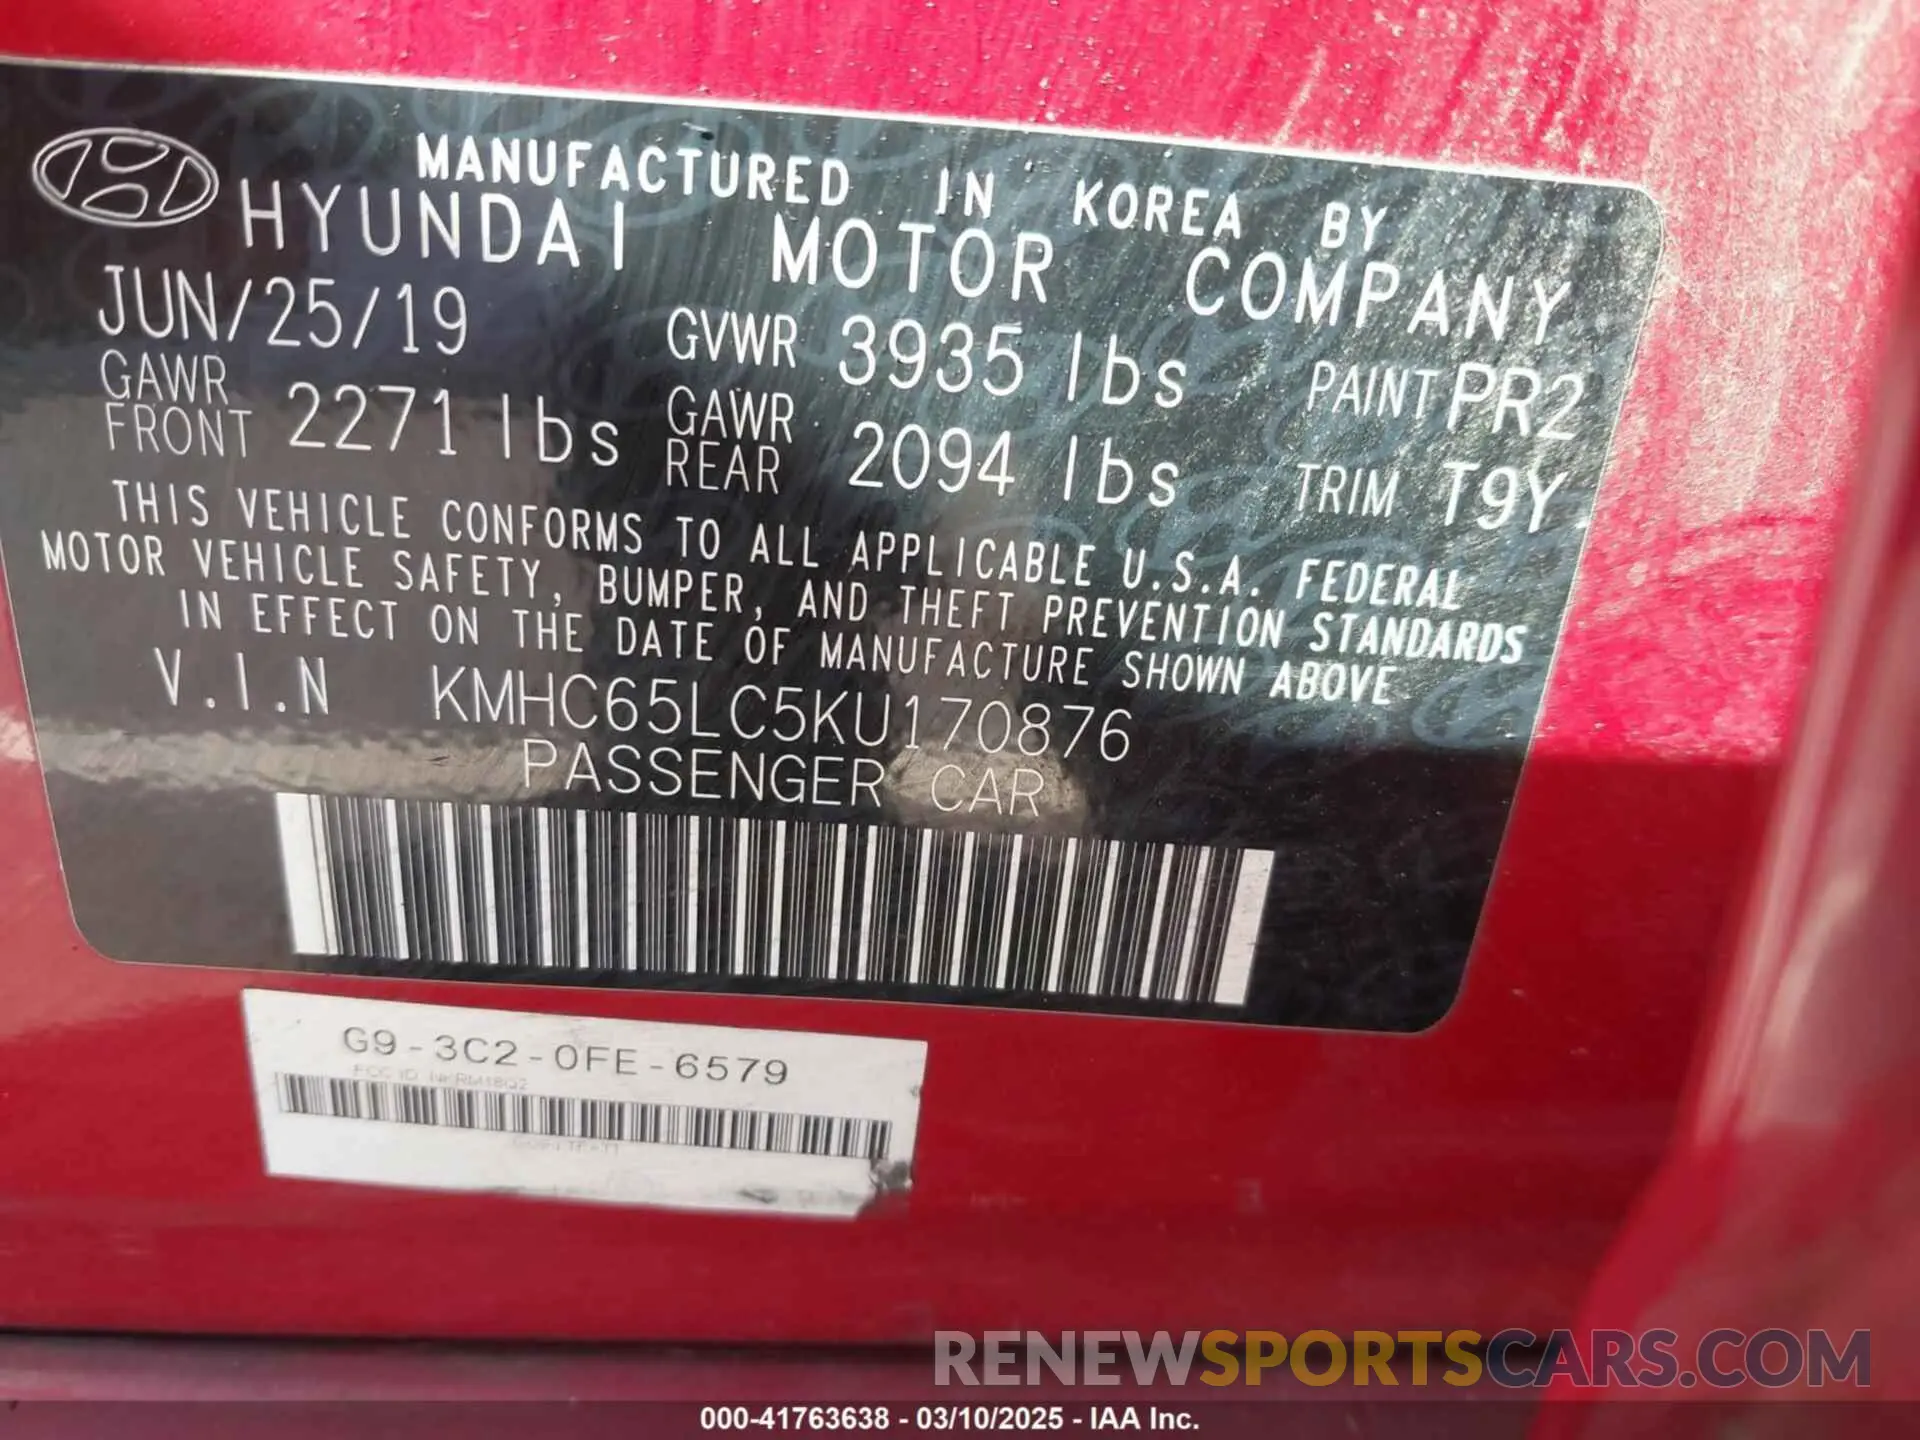 MANUFACTURED IN KOREA BY
HYUNDAI MOTOR COMPANY
JUN/25/19 GVWR 3935 lbs PAINT PR2
GAWR FRONT 2271 lbs GAWR REAR 2094 lbs TRIM T9Y
THIS VEHICLE CONFORMS TO ALL APPLICABLE U.S.A. FEDERAL
MOTOR VEHICLE SAFETY, BUMPER, AND THEFT PREVENTION STANDARDS
IN EFFECT ON THE DATE OF MANUFACTURE SHOWN ABOVE
V.I.N KMHC65LC5KU170876
PASSENGER CAR
G9-3C2-0FE-6579
FCC ID
RENEWSPORTSCARS.COM
000-41763638 - 03/10/2025 - IAA Inc.